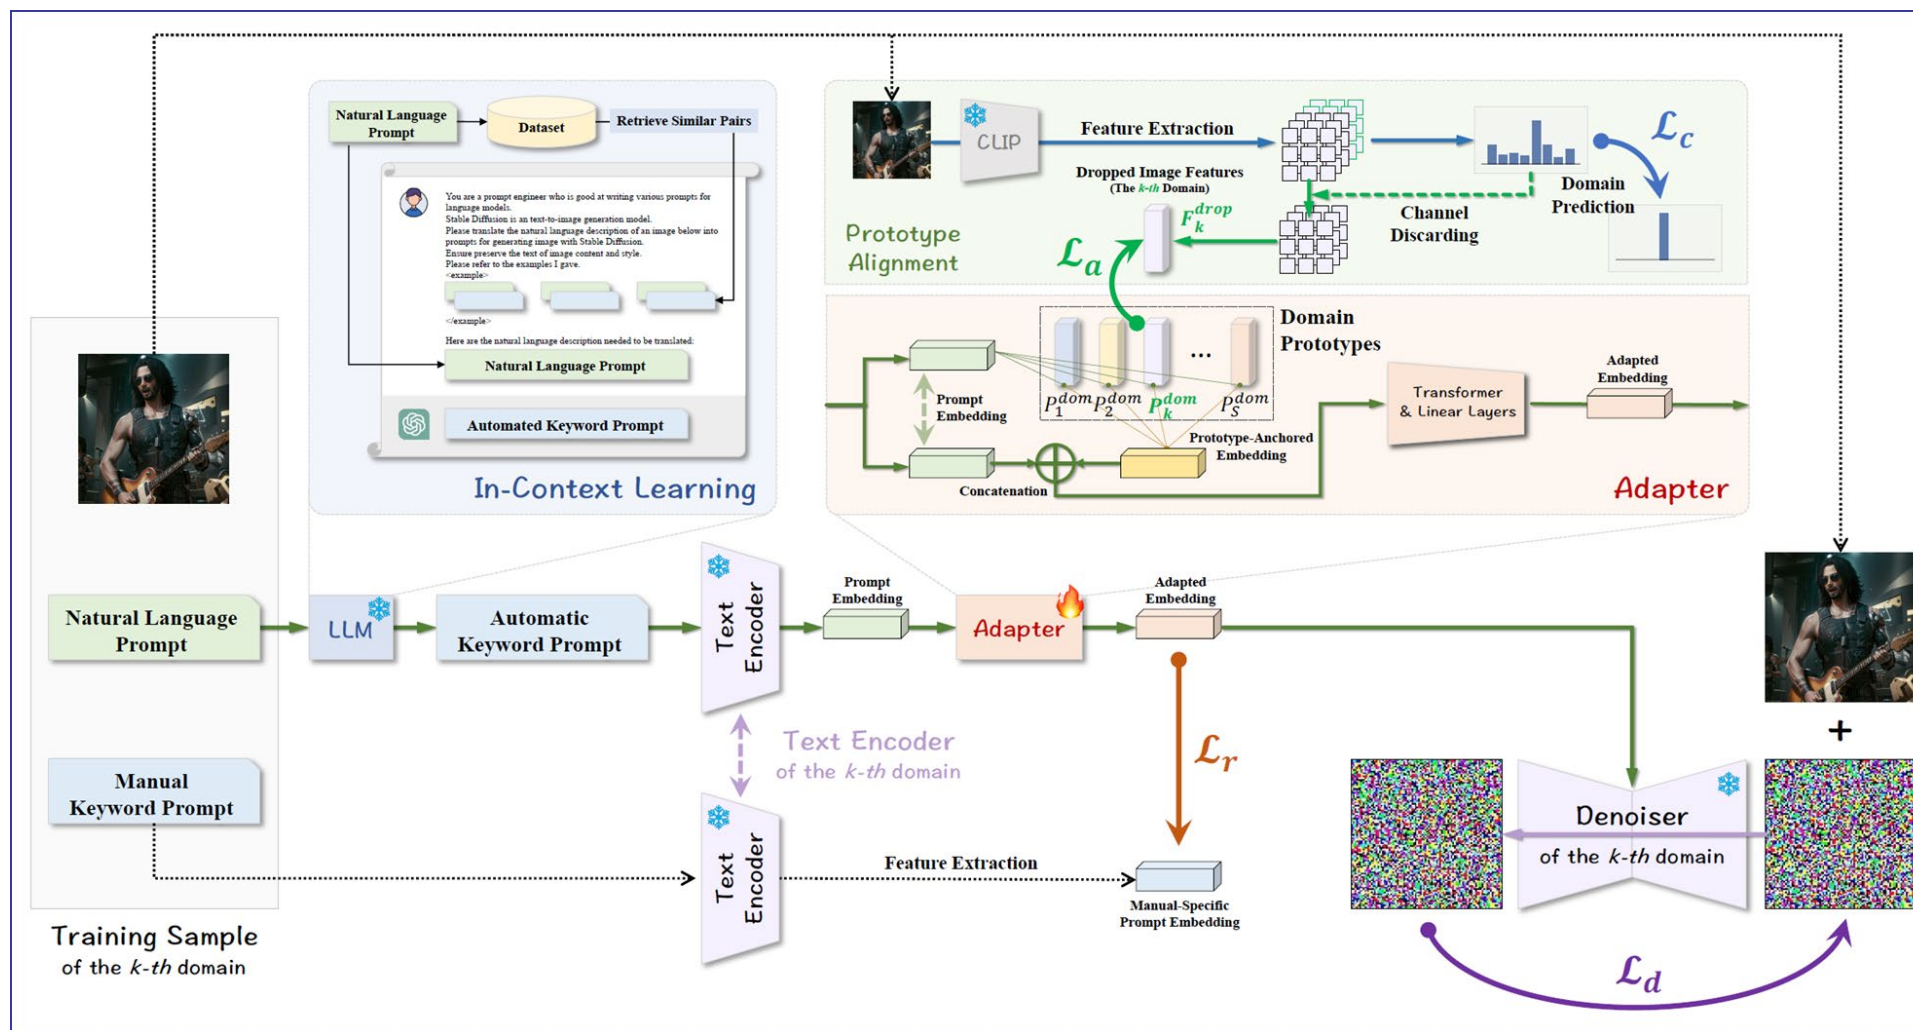 Natural Language
Prompt
Dataset
Retrieve Similar Pairs
You are a prompt engineer who is good at writing various prompts for
language models.
Stable Diffusion is an text-to-image generation model.
Please translate the natural language description of an image below into
prompts for generating image with Stable Diffusion.
Ensure preserve the text of image content and style.
Please refer to the examples I gave.
<example>
</example>
Here are the natural language description needed to be translated:
Natural Language Prompt
Automated Keyword Prompt
In-Context Learning
CLIP
Feature Extraction
Dropped Image Features
(The k-th Domain)
F_k^drop
ℒ_a
ℒ_c
Domain
Prediction
Channel
Discarding
Prototype
Alignment
Domain
Prototypes
...
P_1^dom
P_2^dom
P_k^dom
P_S^dom
Prompt
Embedding
Prototype-Anchored
Embedding
Concatenation
Transformer
& Linear Layers
Adapted
Embedding
Adapter
Natural Language
Prompt
LLM
Automatic
Keyword Prompt
Text
Encoder
Prompt
Embedding
Adapter
Adapted
Embedding
Text Encoder
of the k-th domain
ℒ_r
Manual
Keyword Prompt
Text
Encoder
Feature Extraction
Manual-Specific
Prompt Embedding
+
Denoiser
of the k-th domain
ℒ_d
Training Sample
of the k-th domain